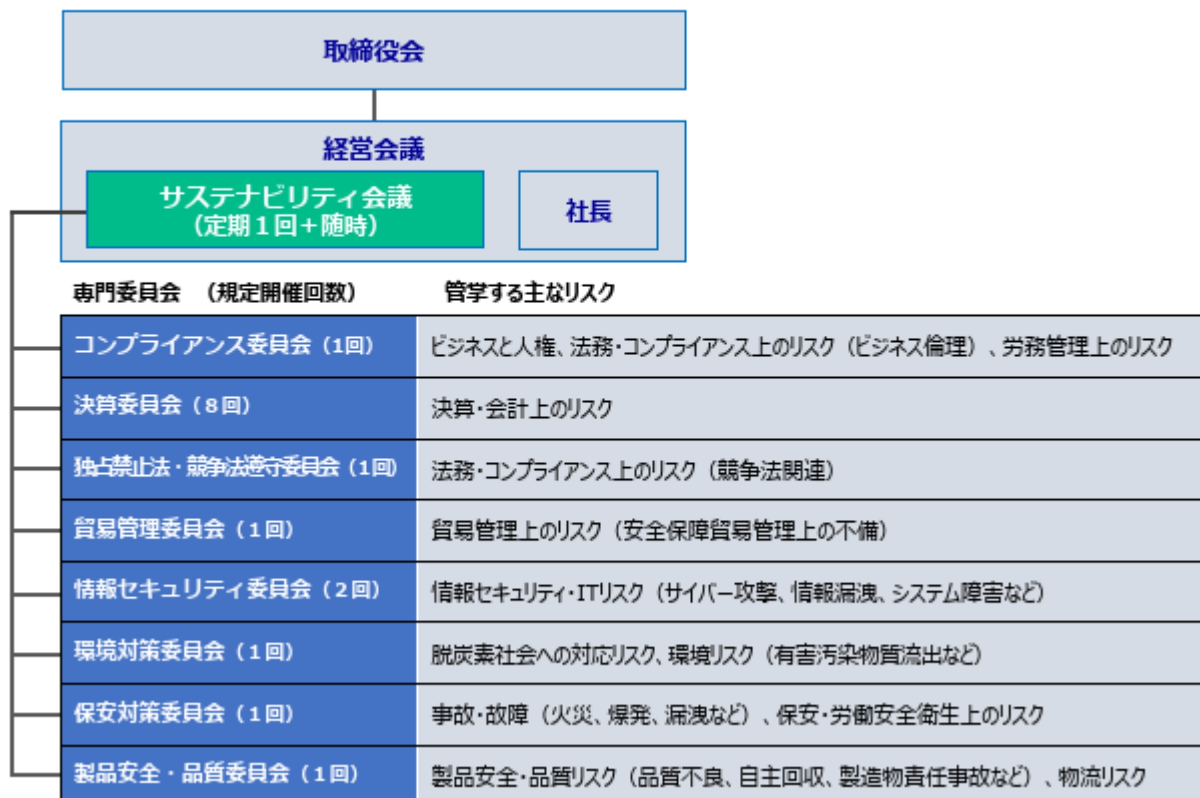 取締役会
経営会議
サステナビリティ会議
(定期1回+随時)
社長
専門委員会 (規定開催回数)
管学する主なリスク
コンプライアンス委員会(1回)
ビジネスと人権、法務・コンプライアンス上のリスク(ビジネス倫理)、労務管理上のリスク
決算委員会(8回)
決算・会計上のリスク
独占禁止法・競争法遵守委員会(1回)
法務・コンプライアンス上のリスク(競争法関連)
貿易管理委員会(1回)
貿易管理上のリスク(安全保障貿易管理上の不備)
情報セキュリティ委員会(2回)
情報セキュリティ・ITリスク(サイバー攻撃、情報漏洩、システム障害など)
環境対策委員会(1回)
脱炭素社会への対応リスク、環境リスク(有害汚染物質流出など)
保安対策委員会(1回)
事故・故障(火災、爆発、漏洩など)、保安・労働安全衛生上のリスク
製品安全・品質委員会(1回)
製品安全・品質リスク(品質不良、自主回収、製造物責任事故など)、物流リスク